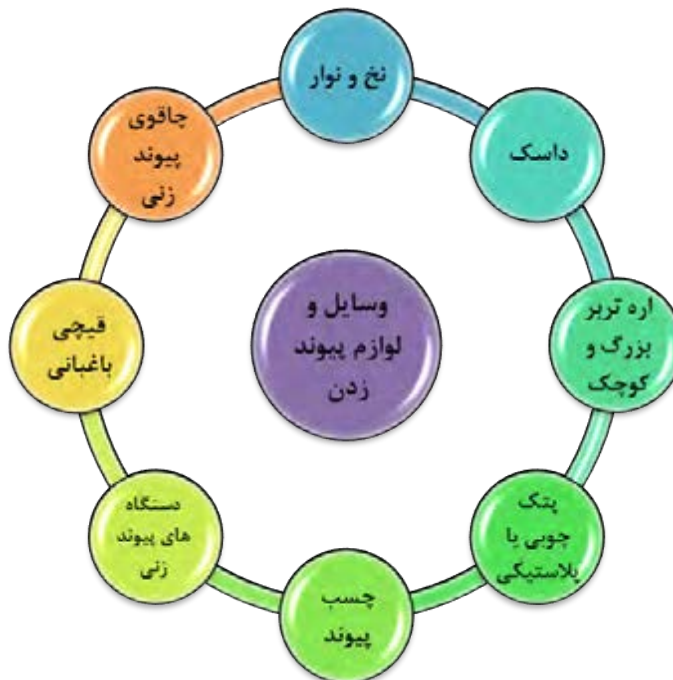 وسایل و
لوازم پیوند
زدن
نخ و نوار
داسک
اره تربر
بزرگ و
کوچک
پتک
چوبی یا
پلاستیکی
چسب
پیوند
دستگاه
های پیوند
زنی
قیچی
باغبانی
چاقوی
پیوند
زنی